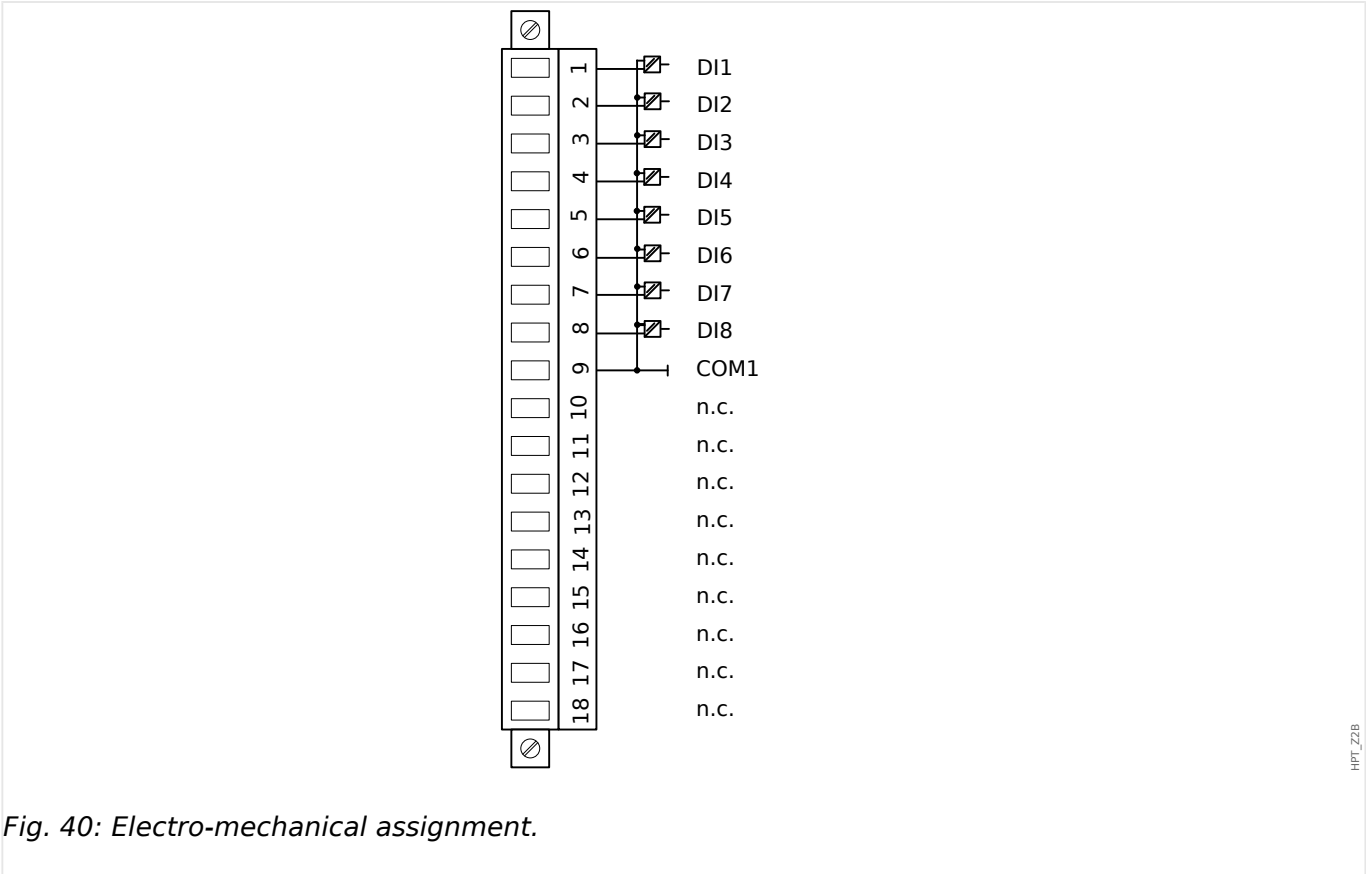 1 DI1
2 DI2
3 DI3
4 DI4
5 DI5
6 DI6
7 DI7
8 DI8
9 COM1
10 n.c.
11 n.c.
12 n.c.
13 n.c.
14 n.c.
15 n.c.
16 n.c.
17 n.c.
18 n.c.
HPT_Z2B
Fig. 40: Electro-mechanical assignment.